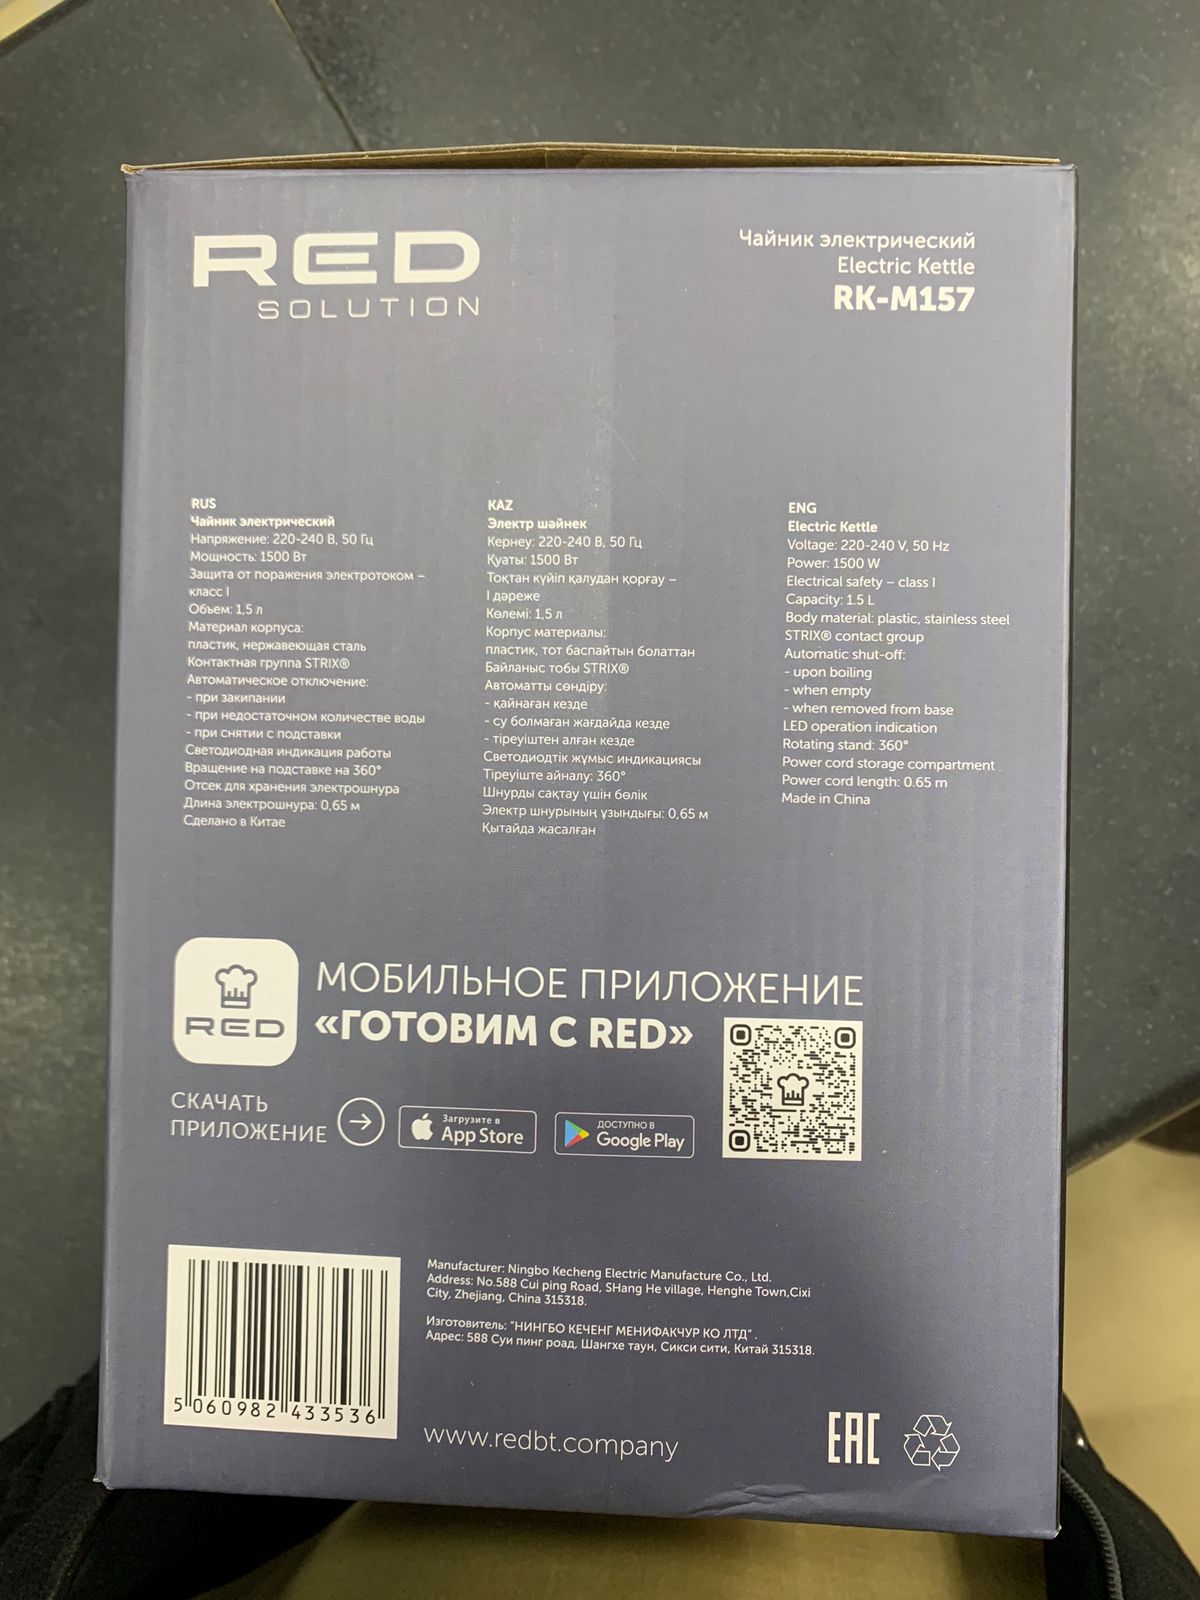 RED
SOLUTION
Чайник электрический
Electric Kettle
RK-M157
RUS
Чайник электрический
Напряжение: 220-240 В, 50 Гц
Мощность: 1500 Вт
Защита от поражения электротоком –
класс I
Объем: 1,5 л
Материал корпуса:
пластик, нержавеющая сталь
Контактная группа STRIX®
Автоматическое отключение:
- при закипании
- при недостаточном количестве воды
- при снятии с подставки
Светодиодная индикация работы
Вращение на подставке на 360°
Отсек для хранения электрошнура
Длина электрошнура: 0,65 м
Сделано в Китае
KAZ
Электр шәйнек
Кернеу: 220-240 В, 50 Гц
Қуаты: 1500 Вт
Тоқтан күйіп қалудан қорғау –
I дәреже
Көлемі: 1,5 л
Корпус материалы:
пластик, тот баспайтын болаттан
Байланыс тобы STRIX®
Автоматты сөндіру:
- қайнаған кезде
- су болмаған жағдайда кезде
- тіреуіштен алған кезде
Светодиодтік жұмыс индикациясы
Тіреуіште айналу: 360°
Шнурды сақтау үшін бөлік
Электр шнурының ұзындығы: 0,65 м
Қытайда жасалған
ENG
Electric Kettle
Voltage: 220-240 V, 50 Hz
Power: 1500 W
Electrical safety – class I
Capacity: 1.5 L
Body material: plastic, stainless steel
STRIX® contact group
Automatic shut-off:
- upon boiling
- when empty
- when removed from base
LED operation indication
Rotating stand: 360°
Power cord storage compartment
Power cord length: 0.65 m
Made in China
RED
МОБИЛЬНОЕ ПРИЛОЖЕНИЕ
«ГОТОВИМ С RED»
СКАЧАТЬ
ПРИЛОЖЕНИЕ
Загрузите в
App Store
ДОСТУПНО В
Google Play
5 060982 433536
Manufacturer: Ningbo Kecheng Electric Manufacture Co., Ltd.
Address: No.588 Cui ping Road, SHang He village, Henghe Town,Cixi
City, Zhejiang, China 315318.
Изготовитель: "НИНГБО КЕЧЕНГ МЕНИФАКЧУР КО ЛТД" .
Адрес: 588 Суи пинг роад, Шангхе таун, Сикси сити, Китай 315318.
www.redbt.company
EAC